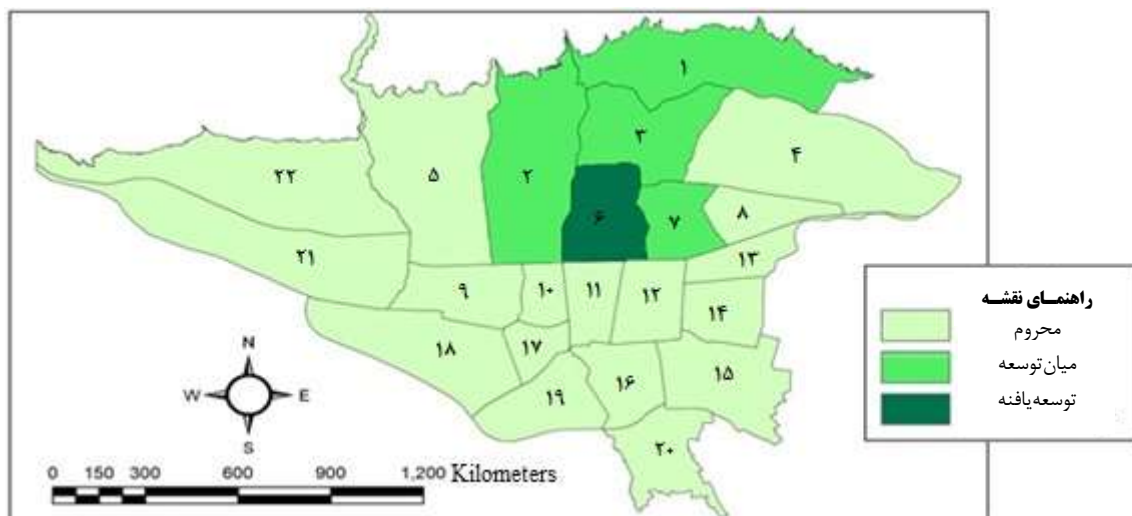 ۱
۳
۴
۲
۵
۲۲
۶
۷
۸
۲۱
۱۳
۹
۱۰
۱۱
۱۲
۱۴
۱۸
۱۷
۱۶
۱۵
۱۹
۲۰
راهنمای نقشه
محروم
میان‌توسعه
توسعه‌یافنه
N
W
E
S
0 150 300 600 900 1,200 Kilometers